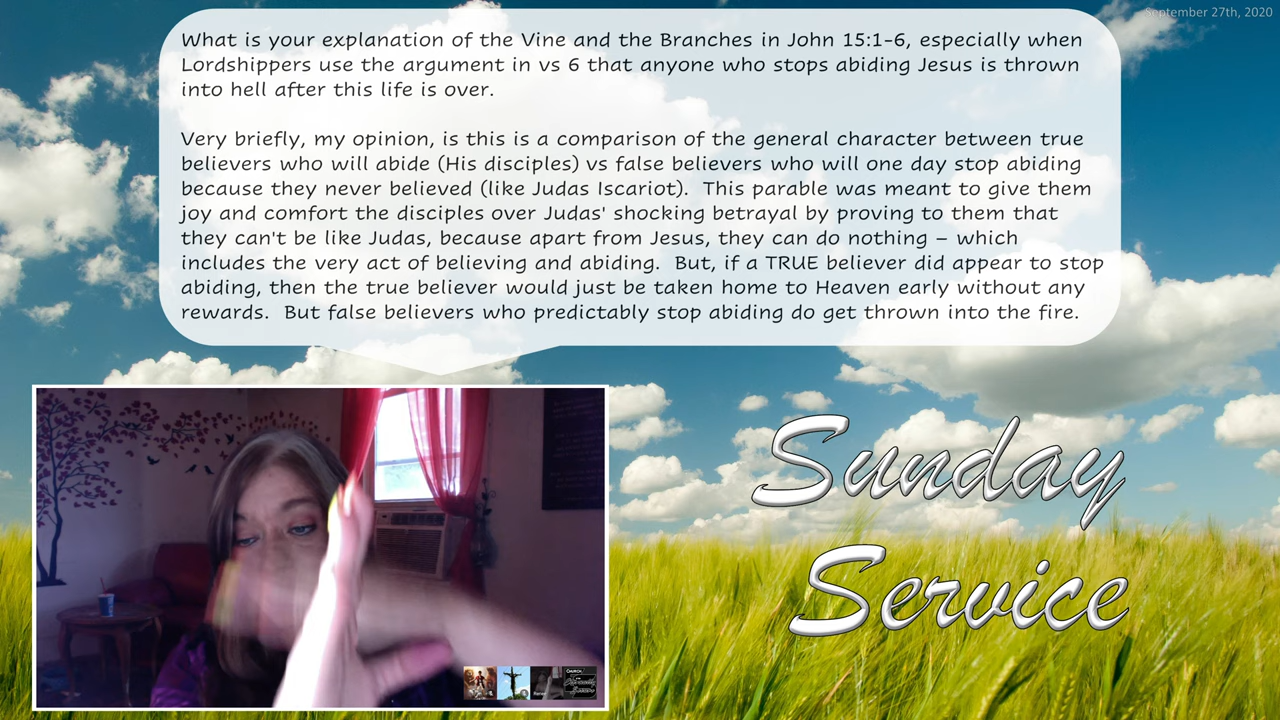 September 27th, 2020
What is your explanation of the Vine and the Branches in John 15:1-6, especially when
Lordshippers use the argument in vs 6 that anyone who stops abiding Jesus is thrown
into hell after this life is over.
Very briefly, my opinion, is this is a comparison of the general character between true
believers who will abide (His disciples) vs false believers who will one day stop abiding
because they never believed (like Judas Iscariot).  This parable was meant to give them
joy and comfort the disciples over Judas' shocking betrayal by proving to them that
they can't be like Judas, because apart from Jesus, they can do nothing – which
includes the very act of believing and abiding.  But, if a TRUE believer did appear to stop
abiding, then the true believer would just be taken home to Heaven early without any
rewards.  But false believers who predictably stop abiding do get thrown into the fire.
Sunday
Service
Renee
Church